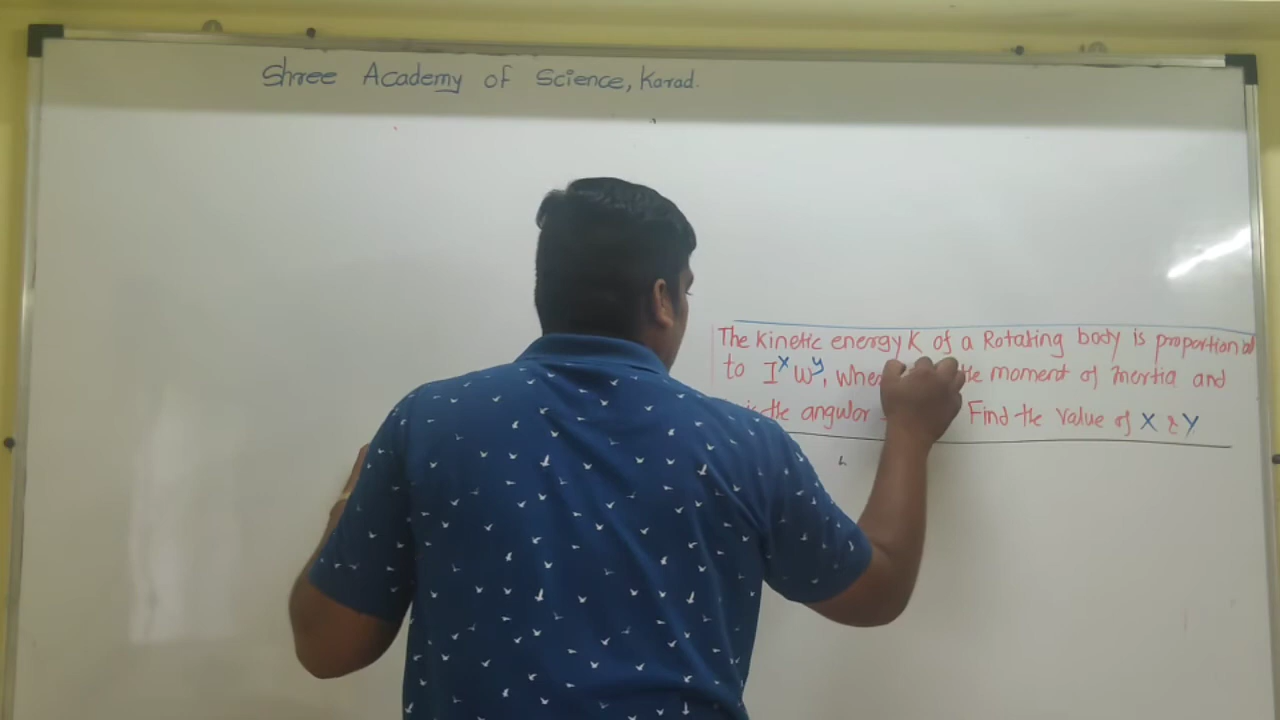 Shree Academy of Science, Karad.
The Kinetic energy K of a Rotating body is proportional
to I^x W^y, the moment of Inertia and
the angular Find the value of X & Y